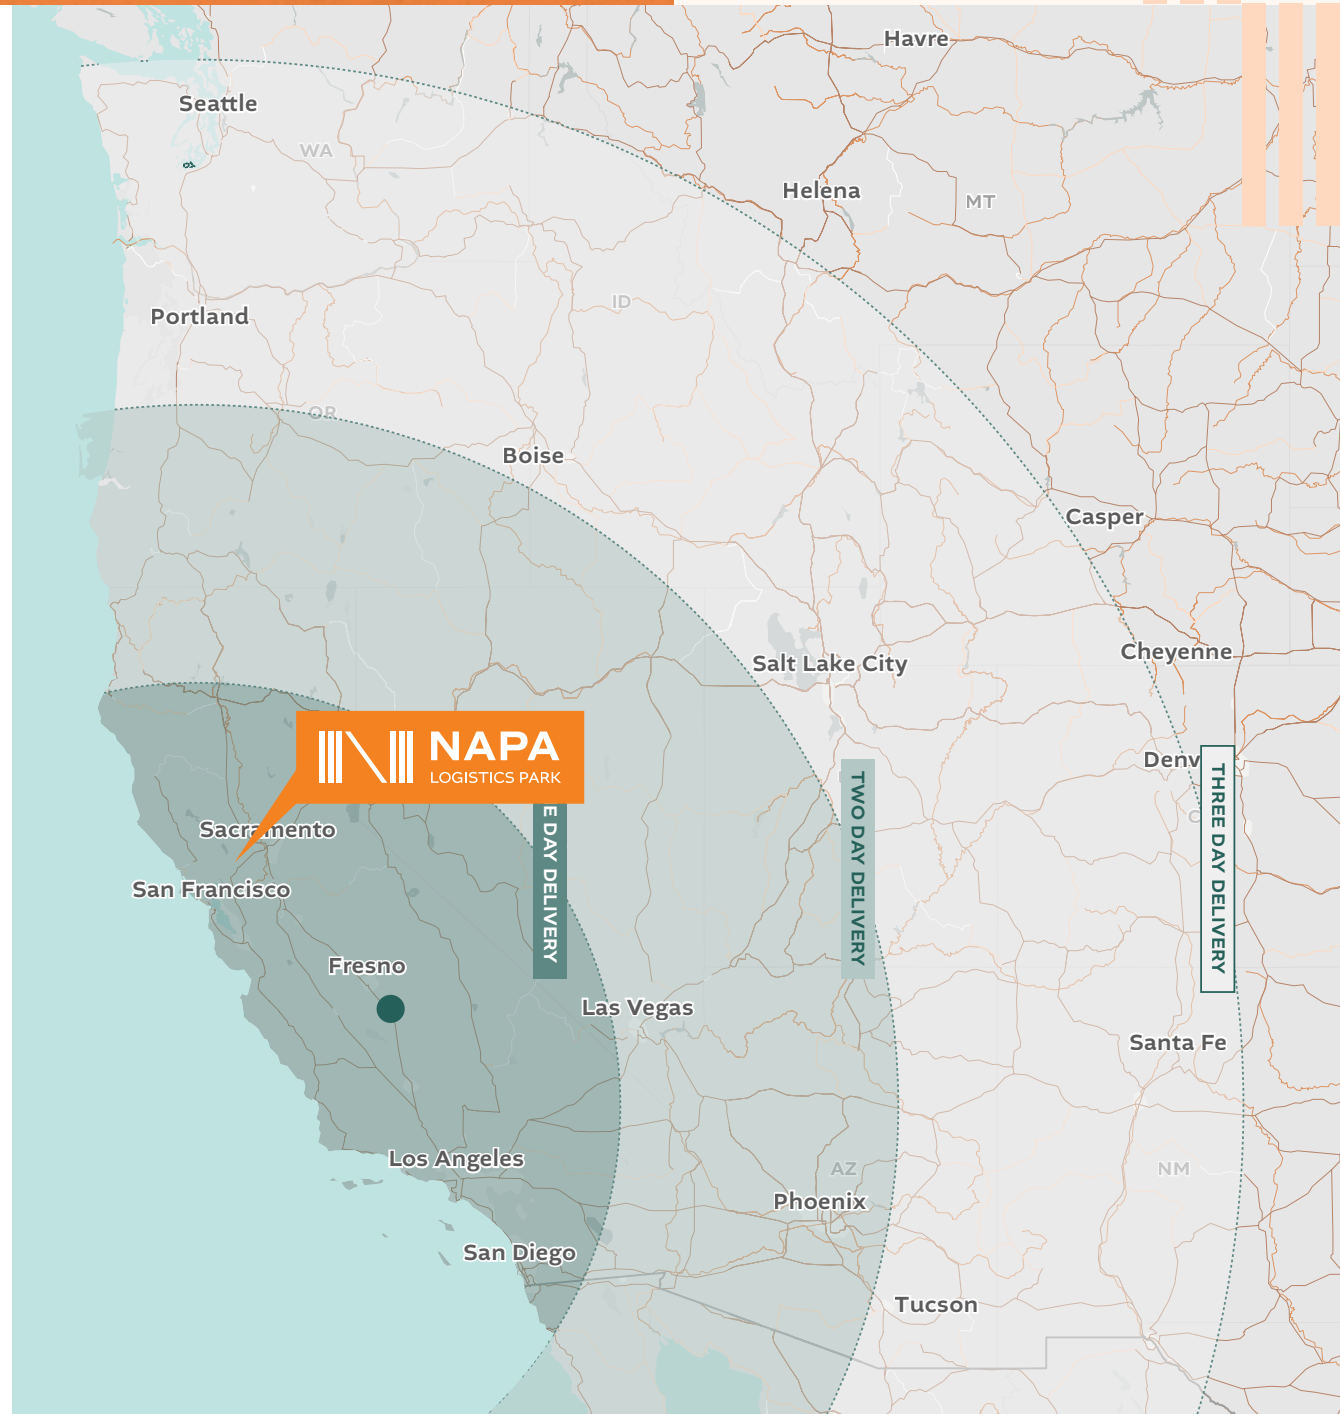 Havre
Seattle
WA
Helena
MT
ID
Portland
OR
Boise
Casper
Cheyenne
Salt Lake City
NAPA
LOGISTICS PARK
Denv
C
THREE DAY DELIVERY
TWO DAY DELIVERY
E DAY DELIVERY
Sacramento
San Francisco
Fresno
Las Vegas
Santa Fe
Los Angeles
AZ
NM
Phoenix
San Diego
Tucson